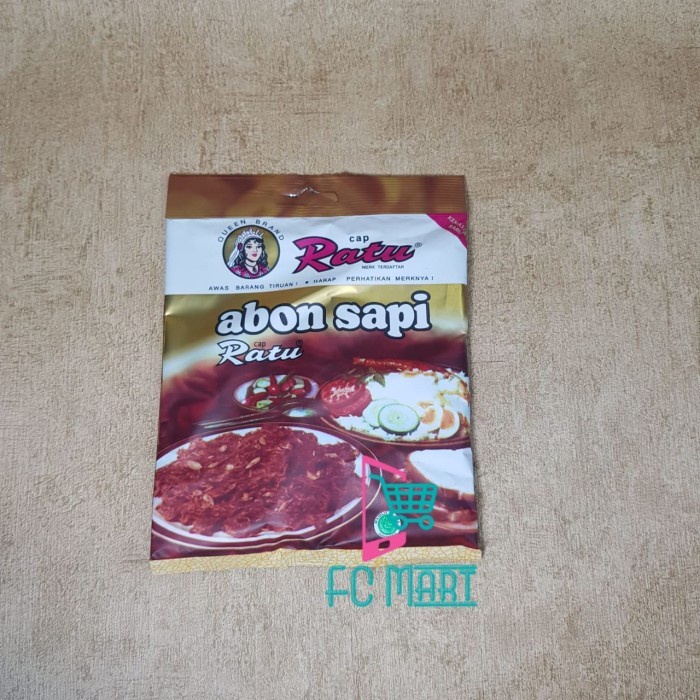 QUEEN BRAND
cap
Ratu®
MERK TERDAFTAR
AWAS BARANG TIRUAN! • HARAP PERHATIKAN MERKNYA!
abon sapi
cap
Ratu®
FC MART